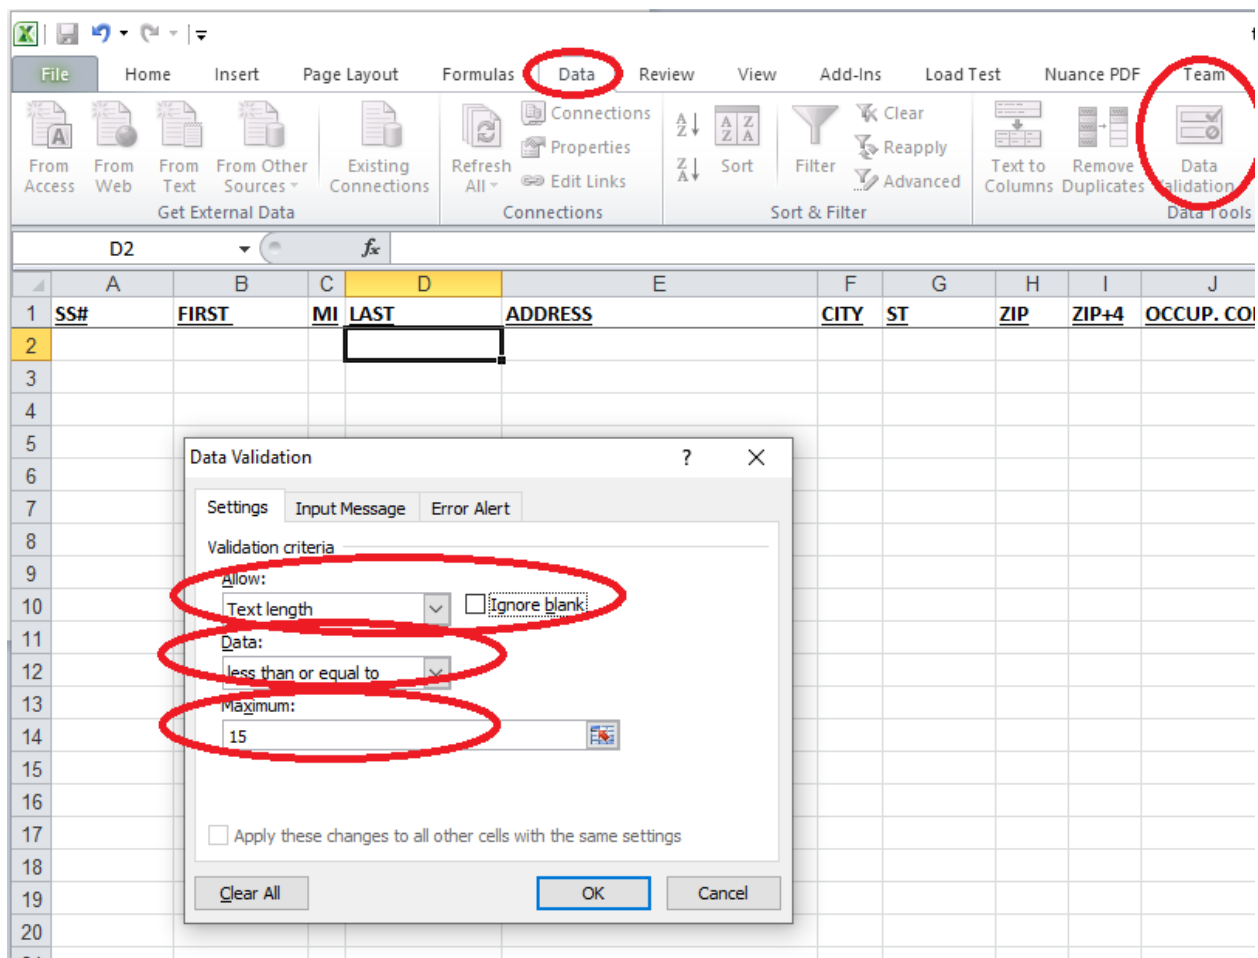 File Home Insert Page Layout Formulas Data Review View Add-Ins Load Test Nuance PDF Team
From Access From Web From Text From Other Sources Existing Connections Refresh All Connections Properties Edit Links Sort Filter Clear Reapply Advanced Text to Columns Remove Duplicates Data Validation
Get External Data Connections Sort & Filter Data Tools
D2 fx
A B C D E F G H I J
1 SS# FIRST MI LAST ADDRESS CITY ST ZIP ZIP+4 OCCUP. CO
2
3
4
5
Data Validation ?
6
7
Settings Input Message Error Alert
8
Validation criteria
9
Allow:
10
Text length Ignore blank
11
Data:
12
less than or equal to
13
Maximum:
14
15
15
16
17
Apply these changes to all other cells with the same settings
18
19
Clear All OK Cancel
20